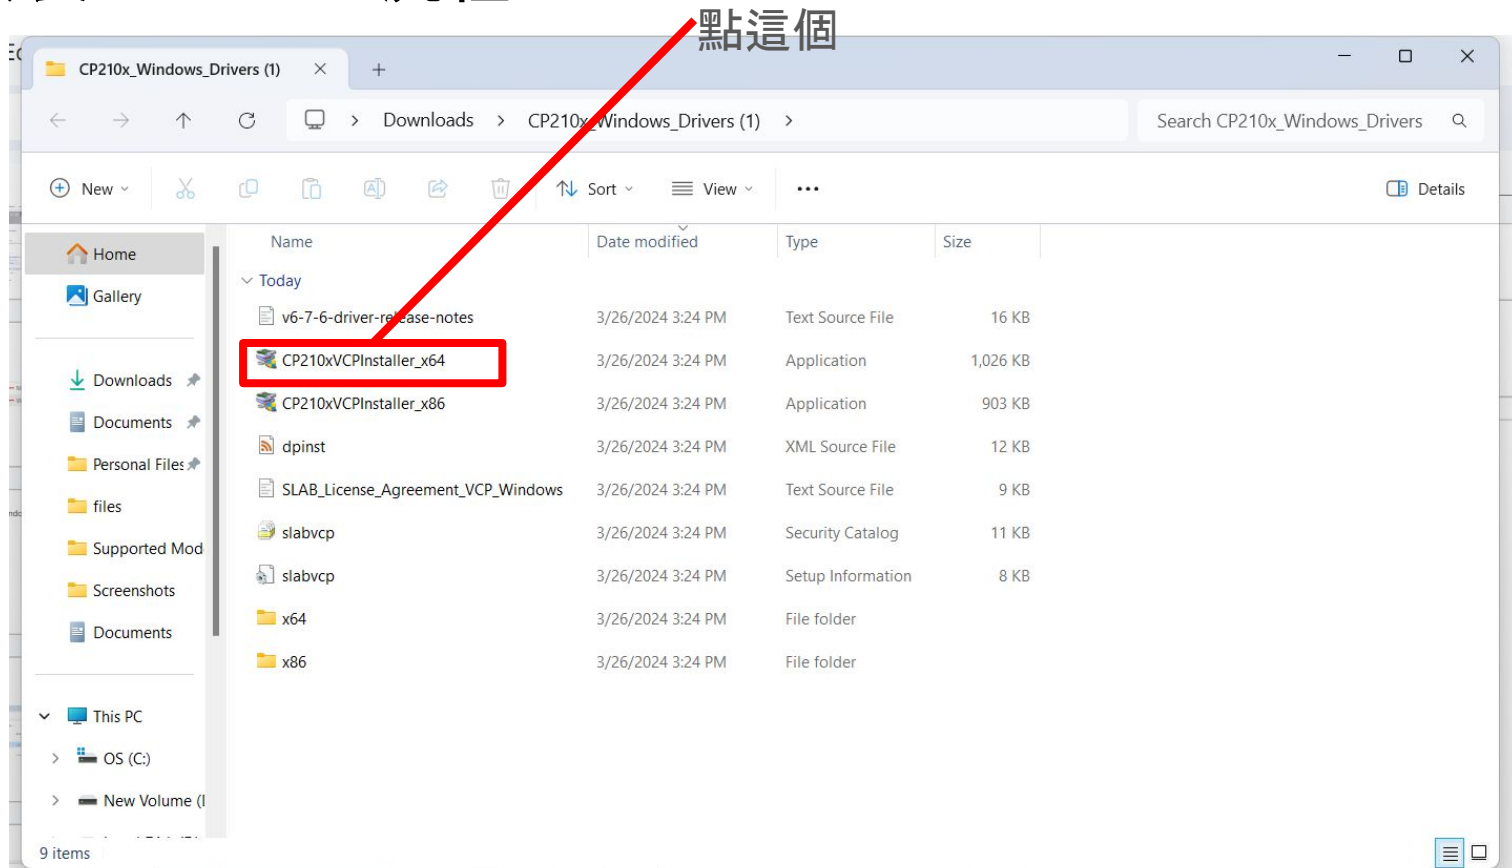 點這個
CP210x_Windows_Drivers (1)
Downloads > CP210x_Windows_Drivers (1) >
Search CP210x_Windows_Drivers
New
Sort
View
Details
Home
Gallery
Downloads
Documents
Personal Files
files
Supported Mod
Screenshots
Documents
This PC
OS (C:)
New Volume (
Name Date modified Type Size
Today
v6-7-6-driver-release-notes 3/26/2024 3:24 PM Text Source File 16 KB
CP210xVCPInstaller_x64 3/26/2024 3:24 PM Application 1,026 KB
CP210xVCPInstaller_x86 3/26/2024 3:24 PM Application 903 KB
dpinst 3/26/2024 3:24 PM XML Source File 12 KB
SLAB_License_Agreement_VCP_Windows 3/26/2024 3:24 PM Text Source File 9 KB
slabvcp 3/26/2024 3:24 PM Security Catalog 11 KB
slabvcp 3/26/2024 3:24 PM Setup Information 8 KB
x64 3/26/2024 3:24 PM File folder
x86 3/26/2024 3:24 PM File folder
9 items